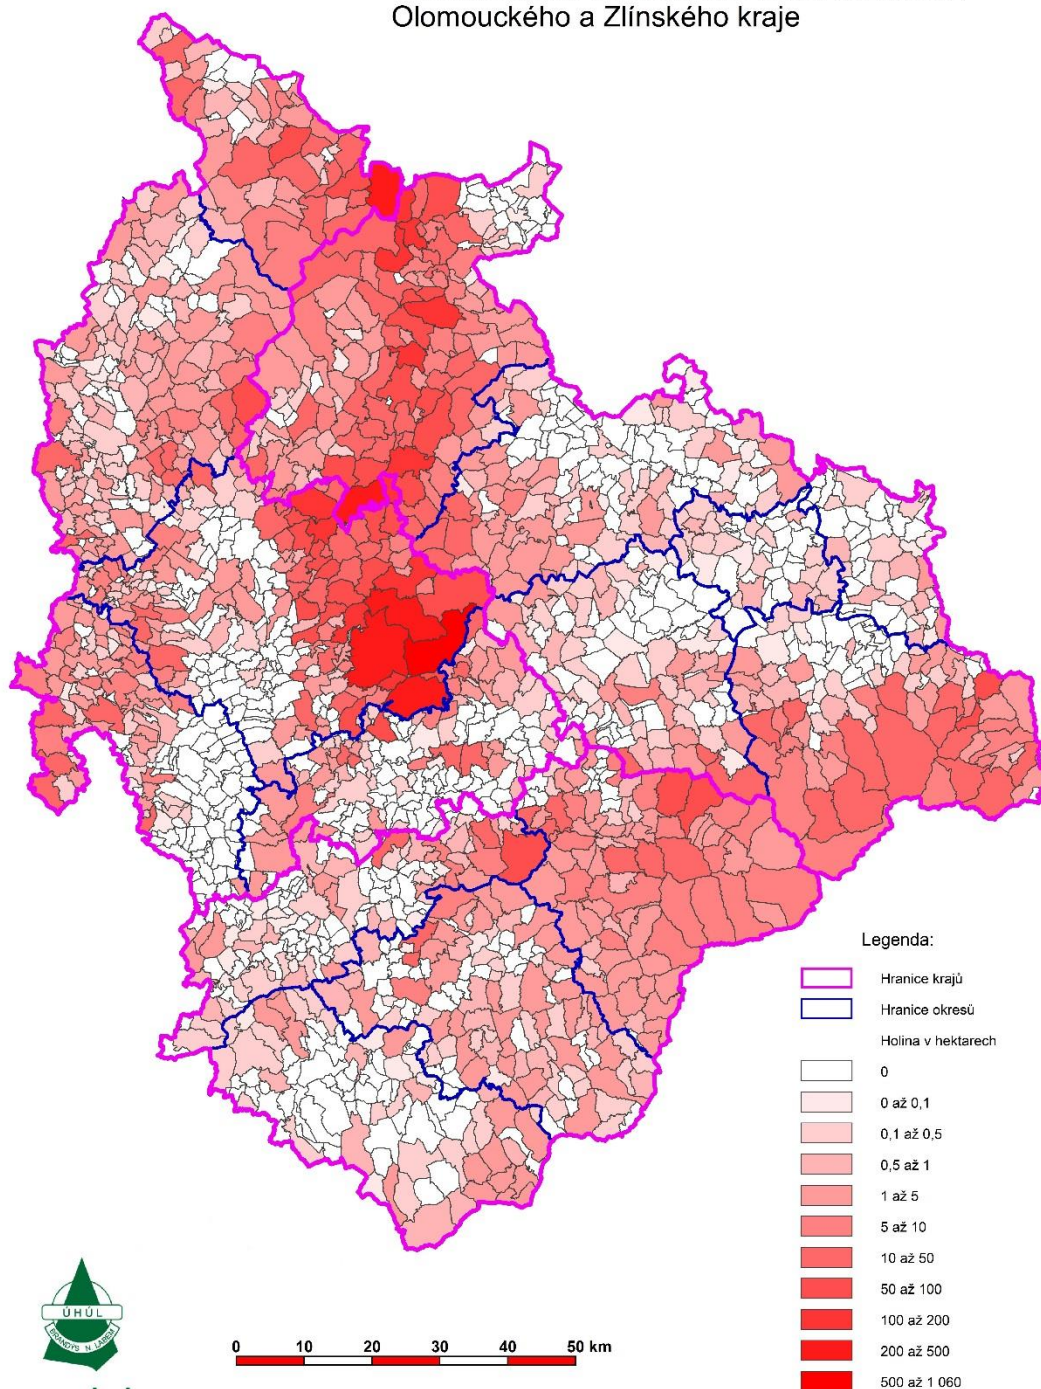 Olomouckého a Zlínského kraje
Legenda:
Hranice krajů
Hranice okresů
Holina v hektarech
0
0 až 0,1
0,1 až 0,5
0,5 až 1
1 až 5
5 až 10
10 až 50
50 až 100
100 až 200
200 až 500
500 až 1 060
ÚHÚL
BRANDÝS N. LABEM
0 10 20 30 40 50 km